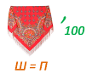 , 100
Ш = П